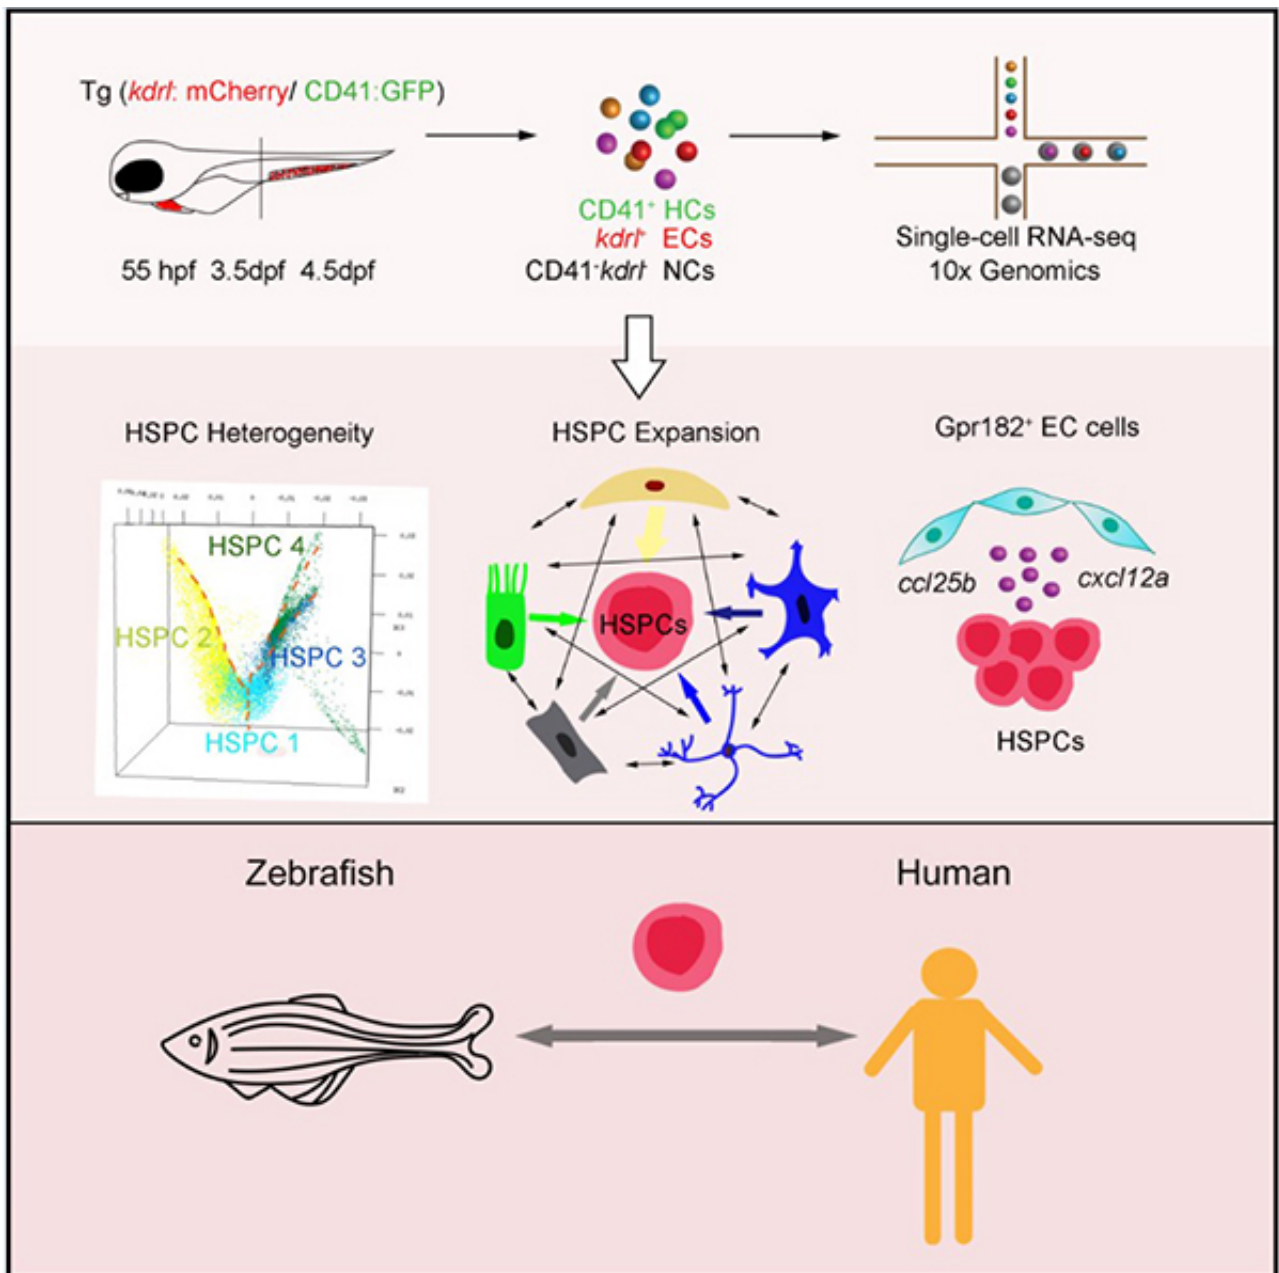 Tg (kdrl: mCherry/ CD41:GFP)
55 hpf 3.5dpf 4.5dpf
CD41⁺ HCs
kdrl⁺ ECs
CD41⁻kdrl⁻ NCs
Single-cell RNA-seq
10x Genomics
HSPC Heterogeneity
HSPC 4
HSPC 2
HSPC 3
HSPC 1
HSPC Expansion
HSPCs
Gpr182⁺ EC cells
ccl25b
cxcl12a
HSPCs
Zebrafish
Human